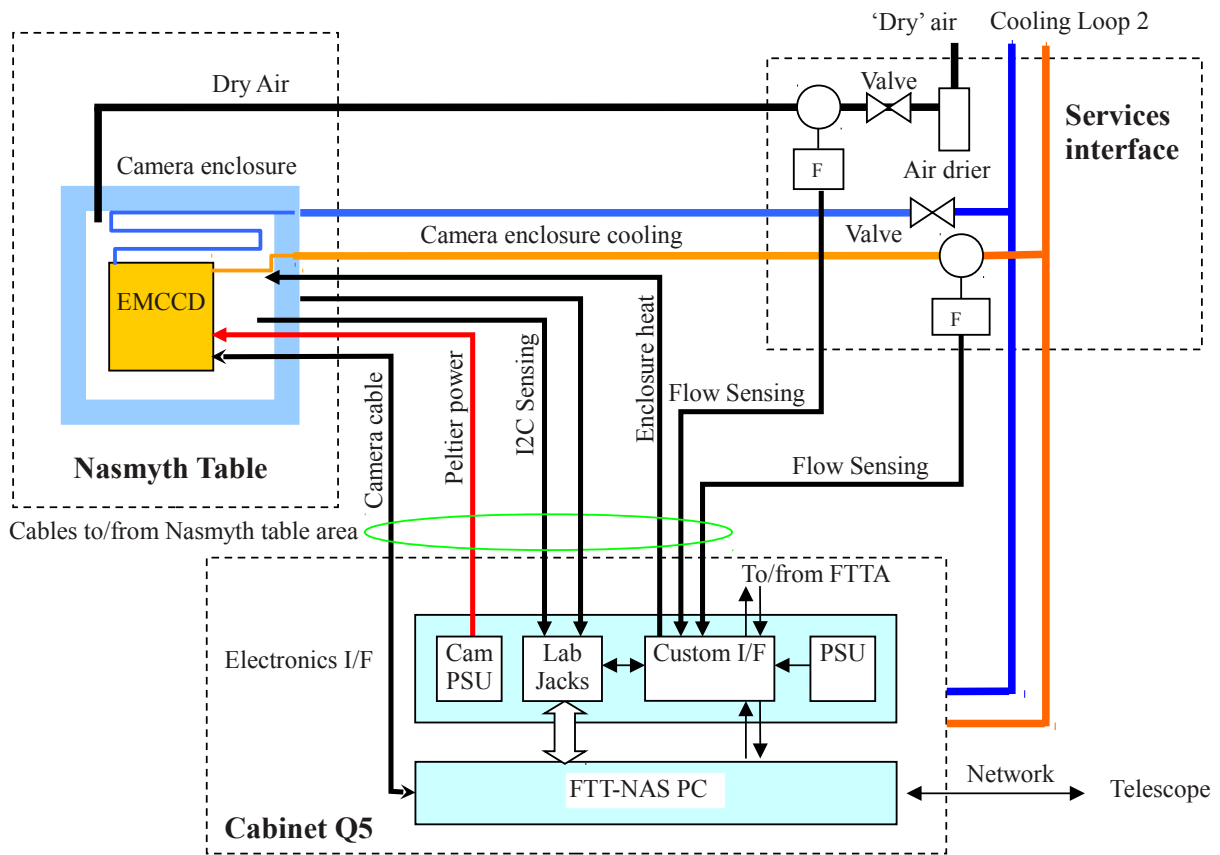 ‘Dry’ air
Cooling Loop 2
Dry Air
Valve
Services
interface
F
Air drier
Camera enclosure
Valve
Camera enclosure cooling
EMCCD
F
Camera cable
Peltier power
I2C Sensing
Enclosure heat
Flow Sensing
Flow Sensing
Nasmyth Table
Cables to/from Nasmyth table area
To/from FTTA
Electronics I/F
Cam
PSU
Lab
Jacks
Custom I/F
PSU
FTT-NAS PC
Network
Telescope
Cabinet Q5